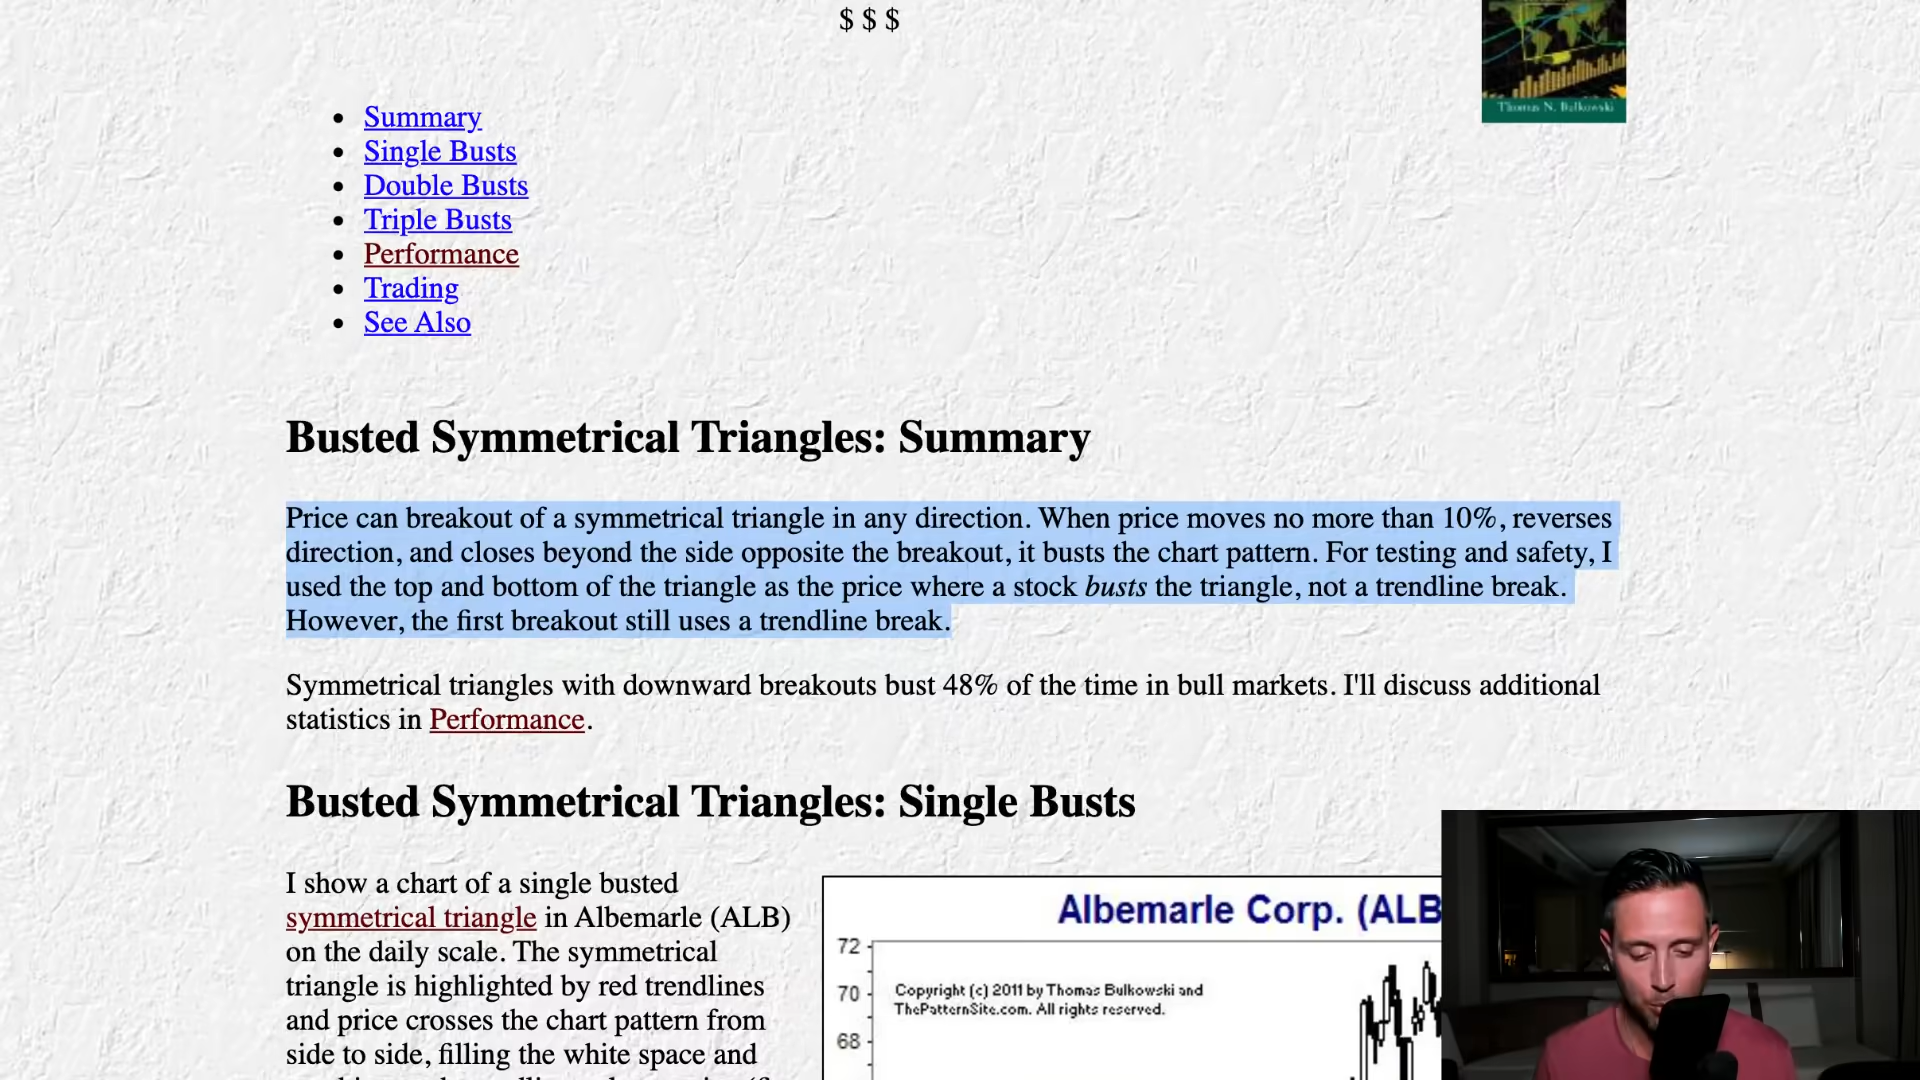 $ $ $
Thomas N. Bulkowski
Summary
Single Busts
Double Busts
Triple Busts
Performance
Trading
See Also
Busted Symmetrical Triangles: Summary
Price can breakout of a symmetrical triangle in any direction. When price moves no more than 10%, reverses
direction, and closes beyond the side opposite the breakout, it busts the chart pattern. For testing and safety, I
used the top and bottom of the triangle as the price where a stock busts the triangle, not a trendline break.
However, the first breakout still uses a trendline break.
Symmetrical triangles with downward breakouts bust 48% of the time in bull markets. I'll discuss additional
statistics in Performance.
Busted Symmetrical Triangles: Single Busts
I show a chart of a single busted
symmetrical triangle in Albemarle (ALB)
on the daily scale. The symmetrical
triangle is highlighted by red trendlines
and price crosses the chart pattern from
side to side, filling the white space and
Albemarle Corp. (ALB
72
70
68
Copyright (c) 2011 by Thomas Bulkowski and
ThePatternSite.com. All rights reserved.